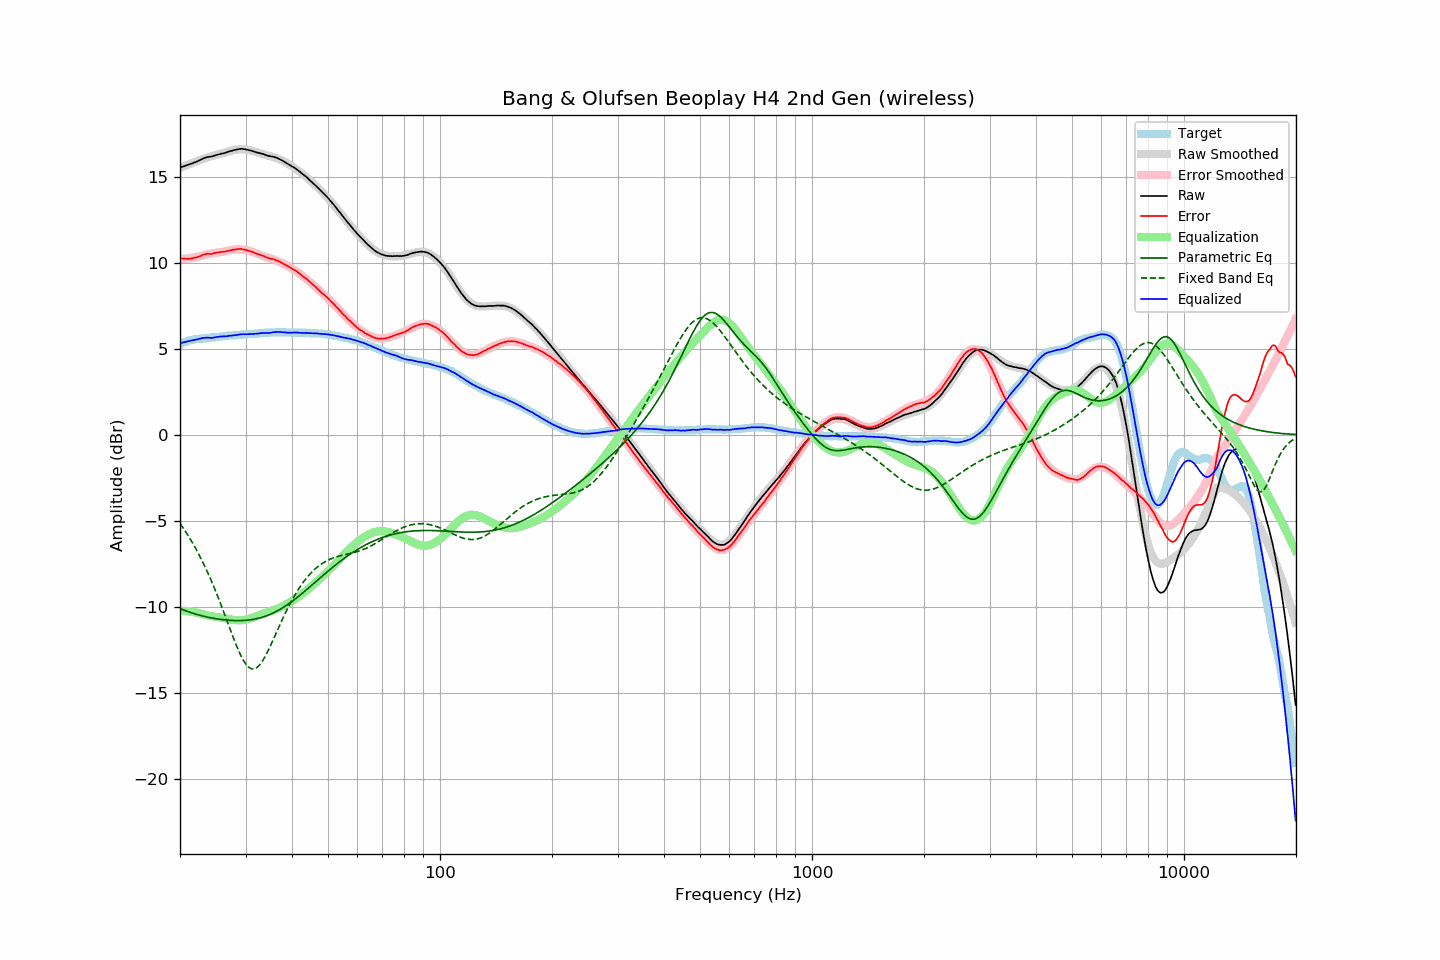 Bang & Olufsen Beoplay H4 2nd Gen (wireless)
Target
Raw Smoothed
Error Smoothed
Raw
Error
Equalization
Parametric Eq
Fixed Band Eq
Equalized
15
10
5
0
−5
−10
−15
−20
Amplitude (dBr)
100
1000
10000
Frequency (Hz)